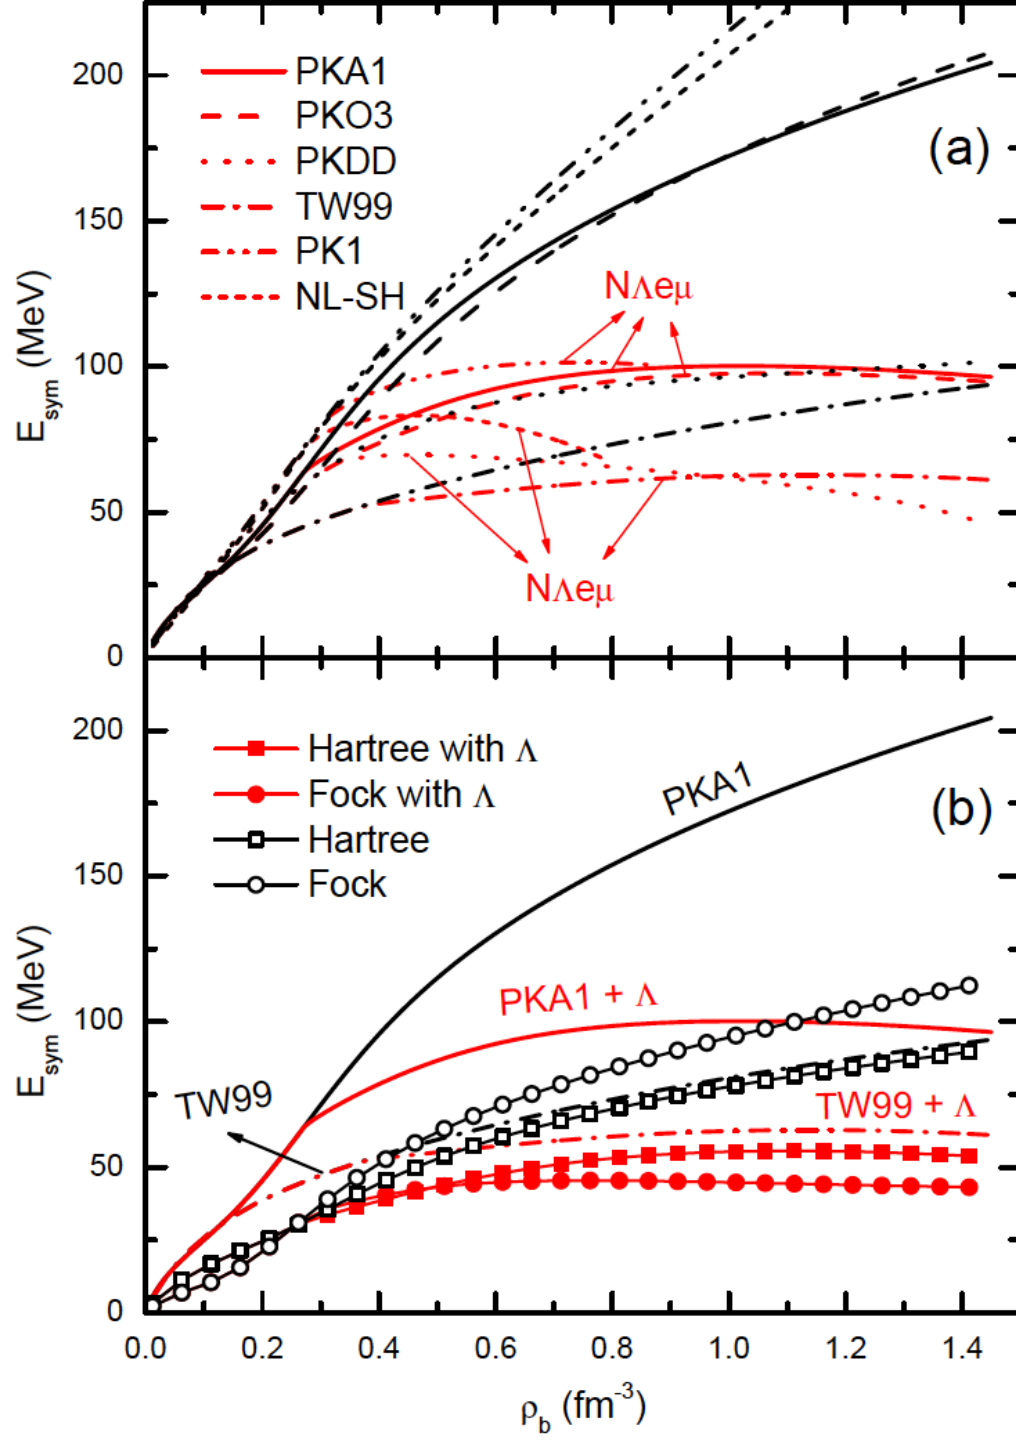 200
150
100
50
0
E_sym (MeV)
PKA1
PKO3
PKDD
TW99
PK1
NL-SH
(a)
NΛeμ
NΛeμ
200
150
100
50
0
E_sym (MeV)
Hartree with Λ
Fock with Λ
Hartree
Fock
PKA1
(b)
PKA1 + Λ
TW99
TW99 + Λ
0.0 0.2 0.4 0.6 0.8 1.0 1.2 1.4
ρ_b (fm⁻³)